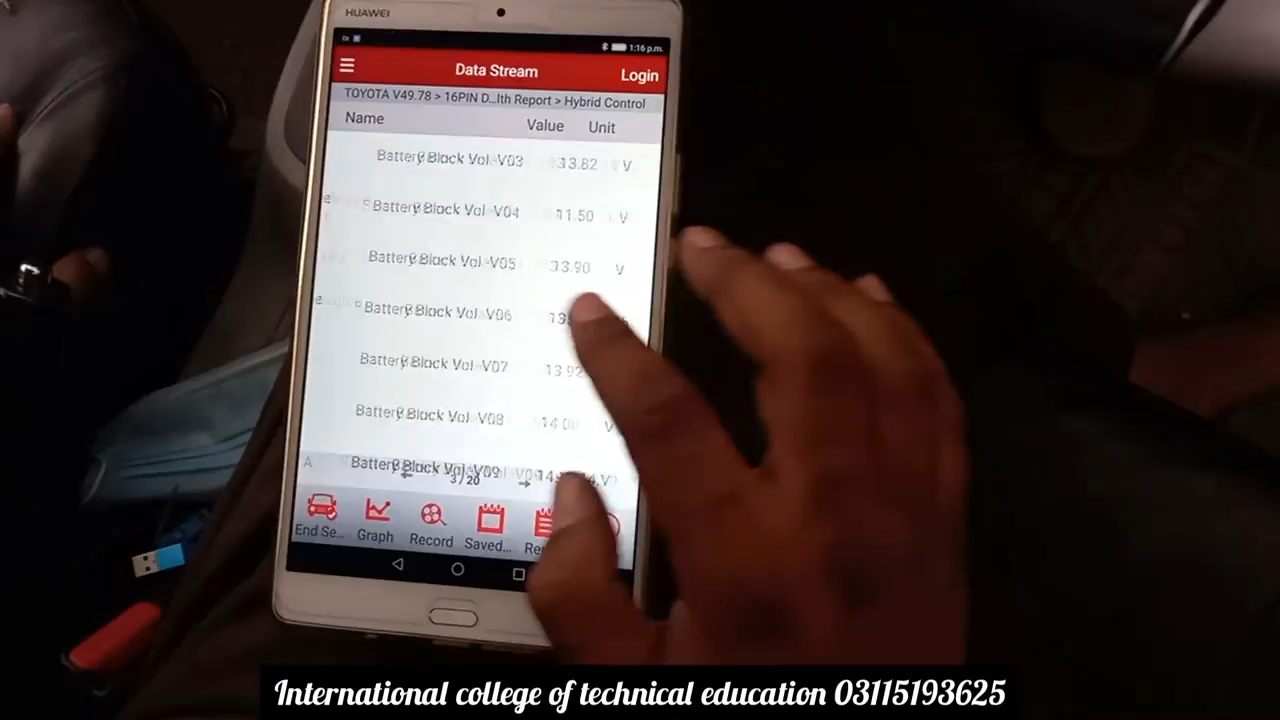 HUAWEI
1:16 p.m.
Data Stream
Login
TOYOTA V49.78 > 16PIN D...lth Report > Hybrid Control
Name Value Unit
Battery Block Vol -V03 13.82 V
Battery Block Vol -V04 11.50 V
Battery Block Vol -V05 13.90 V
Battery Block Vol -V06
Battery Block Vol -V07 13.92
Battery Block Vol -V08 14.00 V
Battery Block Vol -V09 V
3/20
End Se... Graph Record Saved...
International college of technical education 03115193625